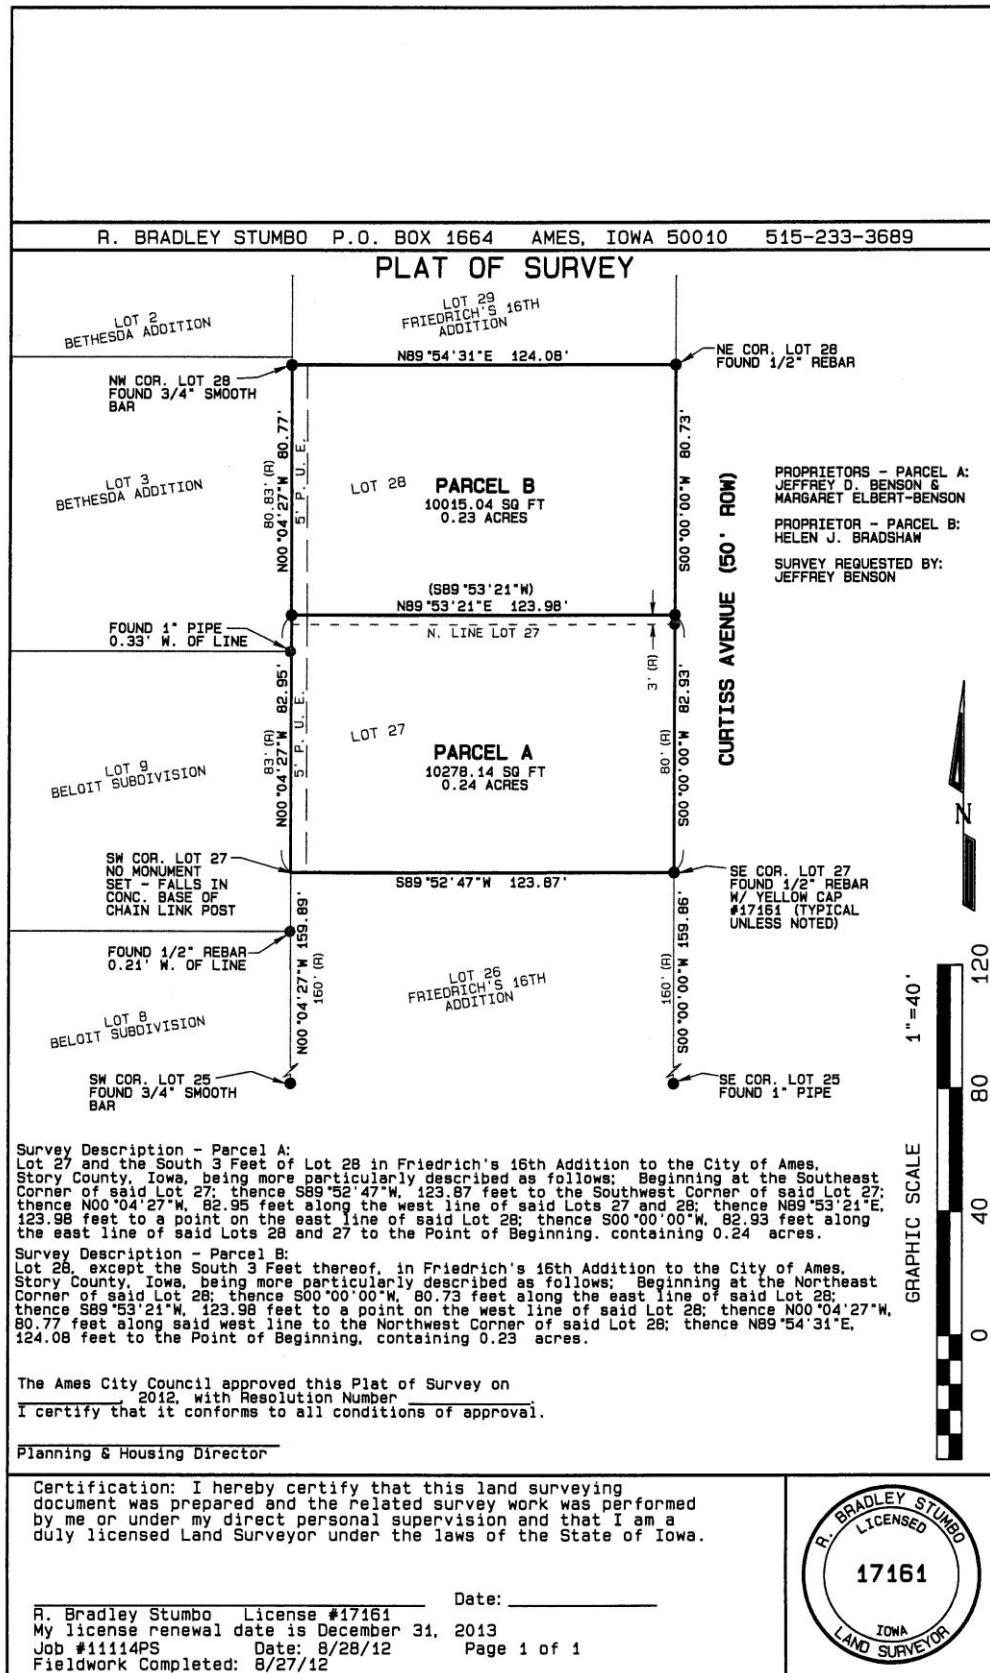 R. BRADLEY STUMBO P.O. BOX 1664 AMES, IOWA 50010 515-233-3689
PLAT OF SURVEY
LOT 2
BETHESDA ADDITION
LOT 29
FRIEDRICH'S 16TH
ADDITION
N89°54'31"E 124.08'
NW COR. LOT 28
FOUND 3/4" SMOOTH
BAR
NE COR. LOT 28
FOUND 1/2" REBAR
LOT 3
BETHESDA ADDITION
80.83' (R)
N00°04'27"W 80.77'
5' P. U. E.
LOT 28
PARCEL B
10015.04 SQ FT
0.23 ACRES
S00°00'00"W 80.73'
CURTISS AVENUE (50' ROW)
PROPRIETORS - PARCEL A:
JEFFREY D. BENSON &
MARGARET ELBERT-BENSON
PROPRIETOR - PARCEL B:
HELEN J. BRADSHAW
SURVEY REQUESTED BY:
JEFFREY BENSON
(S89°53'21"W)
N89°53'21"E 123.98'
N. LINE LOT 27
3' (R)
FOUND 1" PIPE
0.33' W. OF LINE
83' (R)
N00°04'27"W 82.95'
5' P. U. E.
LOT 27
PARCEL A
10278.14 SQ FT
0.24 ACRES
80' (R)
S00°00'00"W 82.93'
LOT 9
BELOIT SUBDIVISION
N
SW COR. LOT 27
NO MONUMENT
SET - FALLS IN
CONC. BASE OF
CHAIN LINK POST
S89°52'47"W 123.87'
SE COR. LOT 27
FOUND 1/2" REBAR
W/ YELLOW CAP
#17161 (TYPICAL
UNLESS NOTED)
FOUND 1/2" REBAR
0.21' W. OF LINE
N00°04'27"W 159.89'
160' (R)
LOT 26
FRIEDRICH'S 16TH
ADDITION
160' (R)
S00°00'00"W 159.86'
LOT 8
BELOIT SUBDIVISION
SW COR. LOT 25
FOUND 3/4" SMOOTH
BAR
SE COR. LOT 25
FOUND 1" PIPE
GRAPHIC SCALE 1"=40'
0 40 80 120
Survey Description - Parcel A:
Lot 27 and the South 3 Feet of Lot 28 in Friedrich's 16th Addition to the City of Ames,
Story County, Iowa, being more particularly described as follows: Beginning at the Southeast
Corner of said Lot 27; thence S89°52'47"W, 123.87 feet to the Southwest Corner of said Lot 27;
thence N00°04'27"W, 82.95 feet along the west line of said Lots 27 and 28; thence N89°53'21"E,
123.98 feet to a point on the east line of said Lot 28; thence S00°00'00"W, 82.93 feet along
the east line of said Lots 28 and 27 to the Point of Beginning, containing 0.24 acres.
Survey Description - Parcel B:
Lot 28, except the South 3 Feet thereof, in Friedrich's 16th Addition to the City of Ames,
Story County, Iowa, being more particularly described as follows: Beginning at the Northeast
Corner of said Lot 28; thence S00°00'00"W, 80.73 feet along the east line of said Lot 28;
thence S89°53'21"W, 123.98 feet to a point on the west line of said Lot 28; thence N00°04'27"W,
80.77 feet along said west line to the Northwest Corner of said Lot 28; thence N89°54'31"E,
124.08 feet to the Point of Beginning, containing 0.23 acres.
The Ames City Council approved this Plat of Survey on
__________, 2012, with Resolution Number ____________.
I certify that it conforms to all conditions of approval.
Planning & Housing Director
Certification: I hereby certify that this land surveying
document was prepared and the related survey work was performed
by me or under my direct personal supervision and that I am a
duly licensed Land Surveyor under the laws of the State of Iowa.
Date: ______________
R. Bradley Stumbo License #17161
My license renewal date is December 31, 2013
Job #11114PS Date: 8/28/12 Page 1 of 1
Fieldwork Completed: 8/27/12
R. BRADLEY STUMBO
LICENSED
17161
IOWA
LAND SURVEYOR